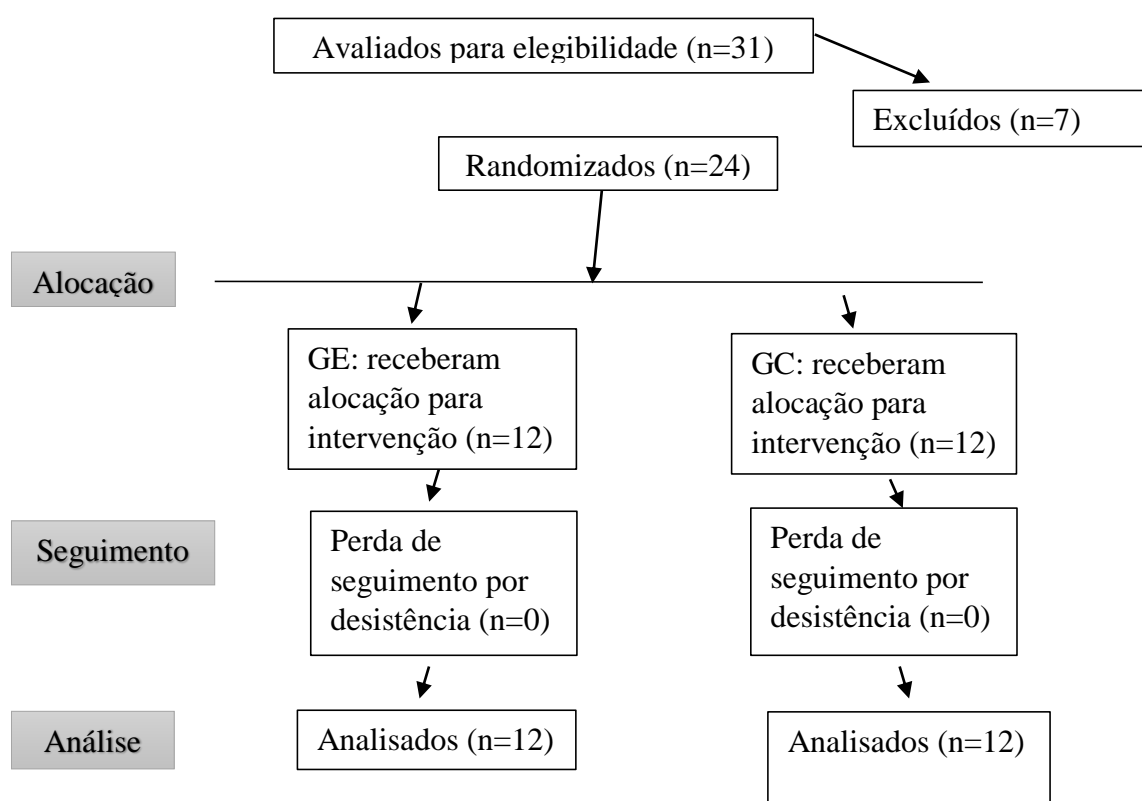 Avaliados para elegibilidade (n=31)
Excluídos (n=7)
Randomizados (n=24)
Alocação
GE: receberam
alocação para
intervenção (n=12)
GC: receberam
alocação para
intervenção (n=12)
Seguimento
Perda de
seguimento por
desistência (n=0)
Perda de
seguimento por
desistência (n=0)
Análise
Analisados (n=12)
Analisados (n=12)